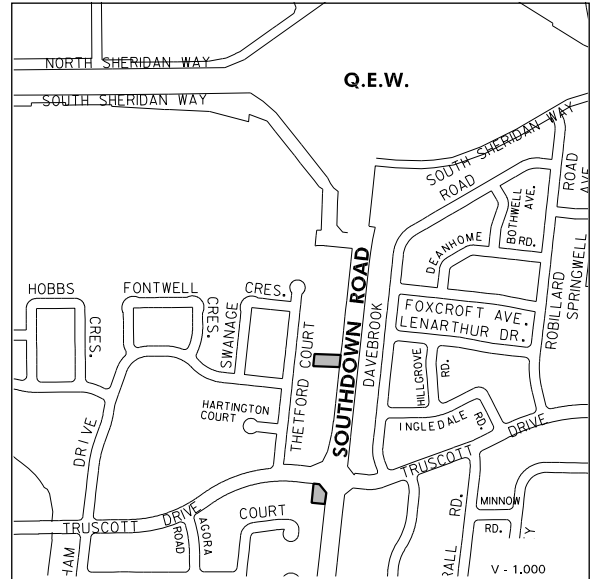 NORTH SHERIDAN WAY
Q.E.W.
SOUTH SHERIDAN WAY
SOUTH SHERIDAN WAY
ROAD
ROAD
AVE.
BOTHWELL
AVE.
RD.
DEANHOME
SPRINGWELL
ROBILLARD
HOBBS
CRES.
FONTWELL
CRES.
SWANAGE
CRES.
THETFORD COURT
SOUTHDOWN ROAD
DAVEBROOK
FOXCROFT AVE.
LENARTHUR DR.
HILLGROVE
RD.
HARTINGTON
COURT
INGLEDALE
RD.
DRIVE
TRUSCOTT
DRIVE
TRUSCOTT
DRIVE
AGORA
ROAD
COURT
MINNOW
RD.
RD.
V - 1.000